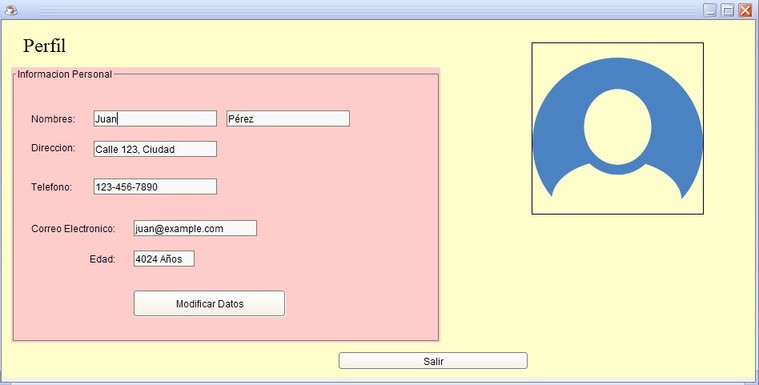 Perfil
Informacion Personal
Nombres: Juan Pérez
Direccion: Calle 123, Ciudad
Telefono: 123-456-7890
Correo Electronico: juan@example.com
Edad: 4024 Años
Modificar Datos
Salir